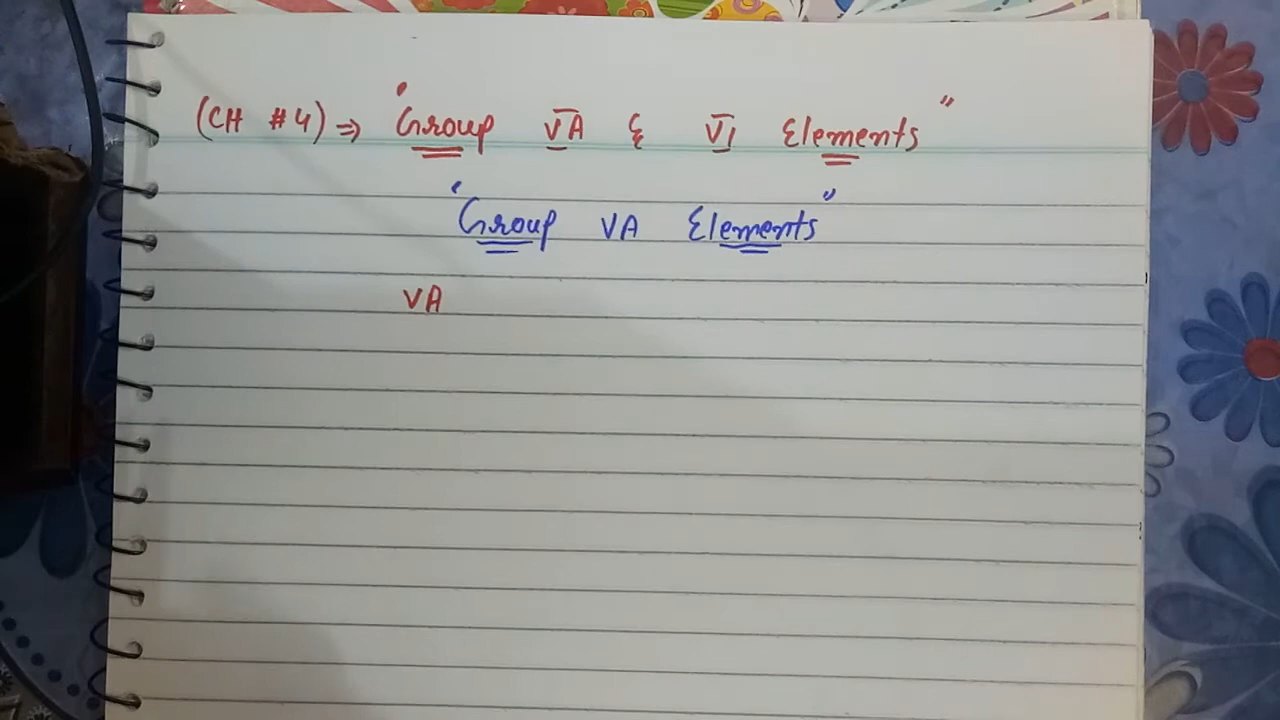 (CH #4) ⇒ "Group VA & VI Elements"
"Group VA Elements"
VA